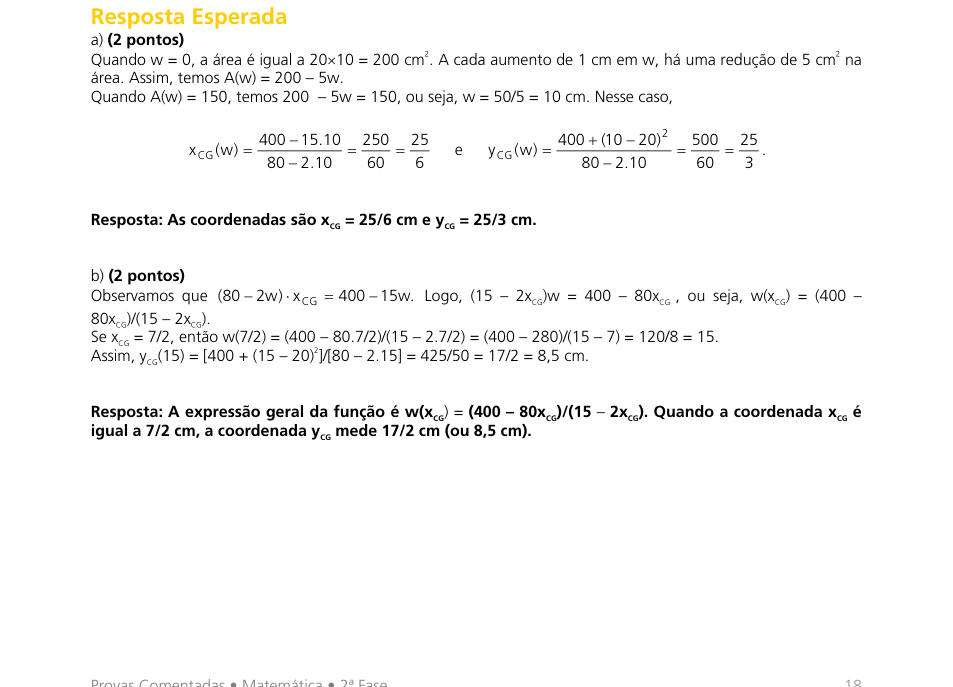 Resposta Esperada
a) (2 pontos)
Quando w = 0, a área é igual a 20×10 = 200 cm². A cada aumento de 1 cm em w, há uma redução de 5 cm² na
área. Assim, temos A(w) = 200 – 5w.
Quando A(w) = 150, temos 200 – 5w = 150, ou seja, w = 50/5 = 10 cm. Nesse caso,
x_CG(w) = (400 − 15.10)/(80 − 2.10) = 250/60 = 25/6 e y_CG(w) = (400 + (10 − 20)²)/(80 − 2.10) = 500/60 = 25/3 .
Resposta: As coordenadas são x_CG = 25/6 cm e y_CG = 25/3 cm.
b) (2 pontos)
Observamos que (80 − 2w) · x_CG = 400 − 15w. Logo, (15 – 2x_CG)w = 400 – 80x_CG , ou seja, w(x_CG) = (400 –
80x_CG)/(15 – 2x_CG).
Se x_CG = 7/2, então w(7/2) = (400 – 80.7/2)/(15 – 2.7/2) = (400 – 280)/(15 – 7) = 120/8 = 15.
Assim, y_CG(15) = [400 + (15 – 20)²]/[80 – 2.15] = 425/50 = 17/2 = 8,5 cm.
Resposta: A expressão geral da função é w(x_CG) = (400 – 80x_CG)/(15 – 2x_CG). Quando a coordenada x_CG é
igual a 7/2 cm, a coordenada y_CG mede 17/2 cm (ou 8,5 cm).
Provas Comentadas • Matemática • 2ª Fase 18